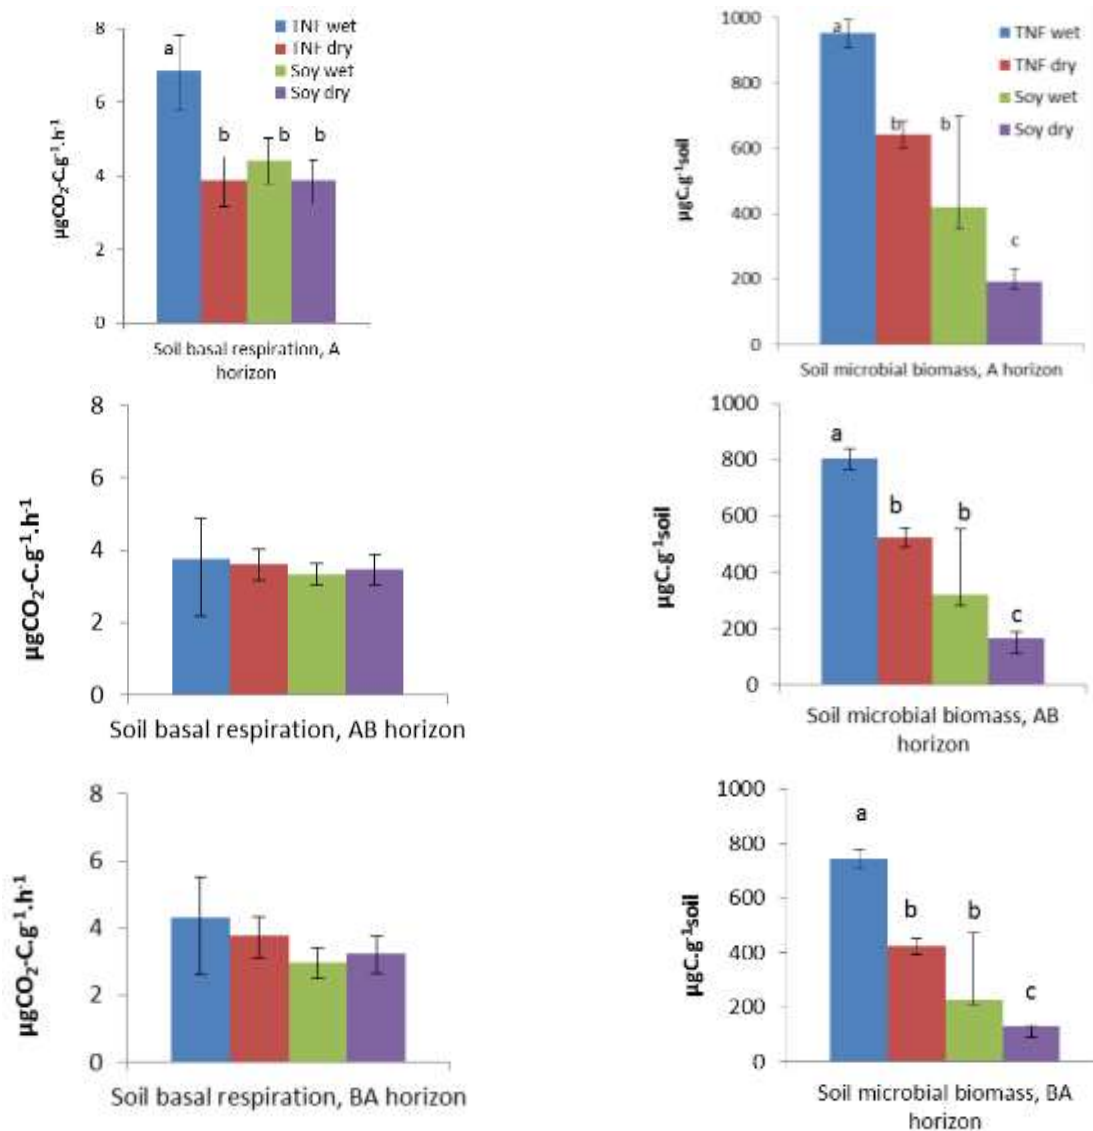 8
6
4
2
0
µgCO₂-C.g⁻¹.h⁻¹
a
b
b
b
TNF wet
TNF dry
Soy wet
Soy dry
Soil basal respiration, A
horizon
1000
800
600
400
200
0
µgC.g⁻¹soil
a
b
b
c
TNF wet
TNF dry
Soy wet
Soy dry
Soil microbial biomass, A horizon
8
6
4
2
0
µgCO₂-C.g⁻¹.h⁻¹
Soil basal respiration, AB horizon
1000
800
600
400
200
0
µgC.g⁻¹soil
a
b
b
c
Soil microbial biomass, AB
horizon
8
6
4
2
0
µgCO₂-C.g⁻¹.h⁻¹
Soil basal respiration, BA horizon
1000
800
600
400
200
0
µgC.g⁻¹soil
a
b
b
c
Soil microbial biomass, BA
horizon